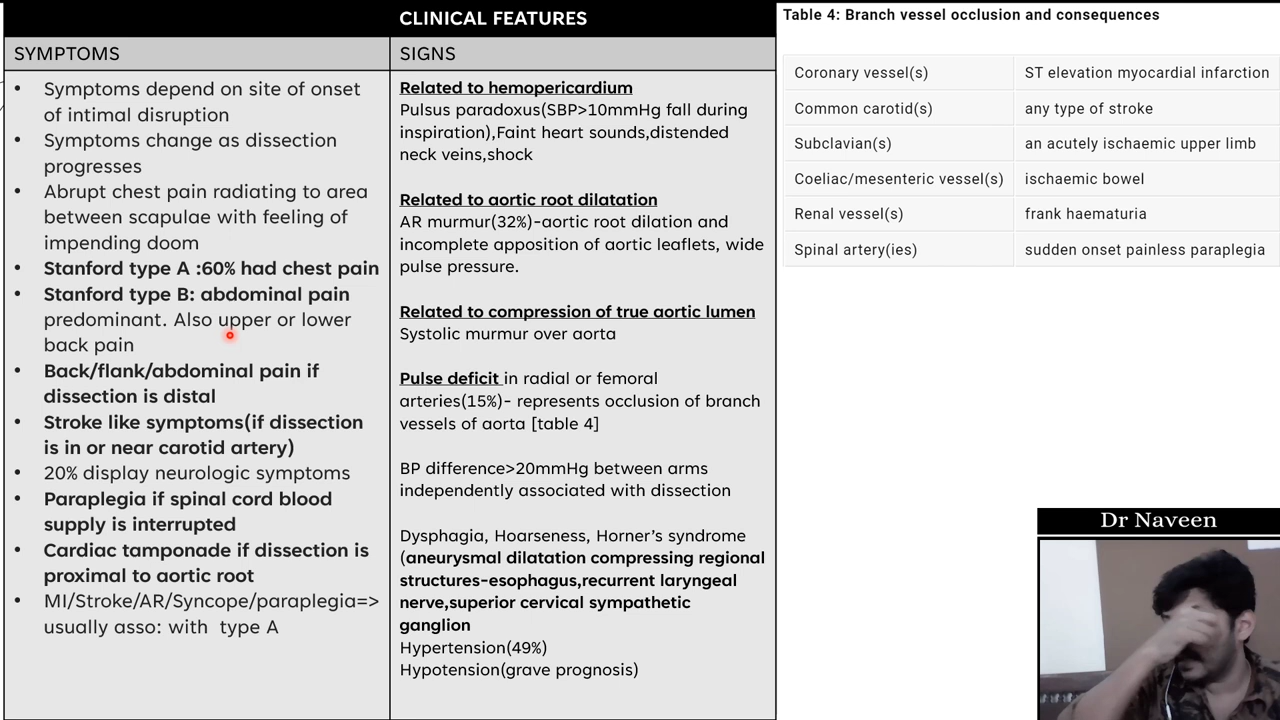 CLINICAL FEATURES
SYMPTOMS
• Symptoms depend on site of onset
of intimal disruption
• Symptoms change as dissection
progresses
• Abrupt chest pain radiating to area
between scapulae with feeling of
impending doom
• Stanford type A :60% had chest pain
• Stanford type B: abdominal pain
predominant. Also upper or lower
back pain
• Back/flank/abdominal pain if
dissection is distal
• Stroke like symptoms(if dissection
is in or near carotid artery)
• 20% display neurologic symptoms
• Paraplegia if spinal cord blood
supply is interrupted
• Cardiac tamponade if dissection is
proximal to aortic root
• MI/Stroke/AR/Syncope/paraplegia=>
usually asso: with type A
SIGNS
Related to hemopericardium
Pulsus paradoxus(SBP>10mmHg fall during
inspiration),Faint heart sounds,distended
neck veins,shock
Related to aortic root dilatation
AR murmur(32%)-aortic root dilation and
incomplete apposition of aortic leaflets, wide
pulse pressure.
Related to compression of true aortic lumen
Systolic murmur over aorta
Pulse deficit in radial or femoral
arteries(15%)- represents occlusion of branch
vessels of aorta [table 4]
BP difference>20mmHg between arms
independently associated with dissection
Dysphagia, Hoarseness, Horner's syndrome
(aneurysmal dilatation compressing regional
structures-esophagus,recurrent laryngeal
nerve,superior cervical sympathetic
ganglion
Hypertension(49%)
Hypotension(grave prognosis)
Table 4: Branch vessel occlusion and consequences
Coronary vessel(s) ST elevation myocardial infarction
Common carotid(s) any type of stroke
Subclavian(s) an acutely ischaemic upper limb
Coeliac/mesenteric vessel(s) ischaemic bowel
Renal vessel(s) frank haematuria
Spinal artery(ies) sudden onset painless paraplegia
Dr Naveen